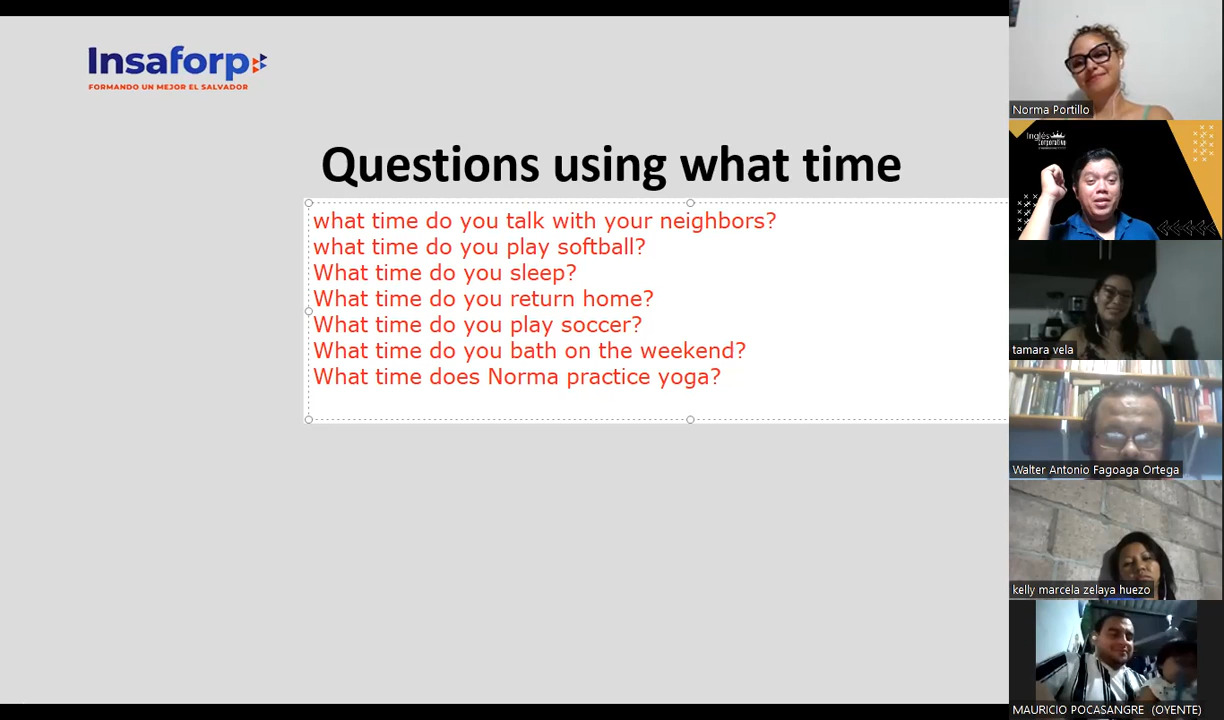 Insaforp
FORMANDO UN MEJOR EL SALVADOR
Questions using what time
what time do you talk with your neighbors?
what time do you play softball?
What time do you sleep?
What time do you return home?
What time do you play soccer?
What time do you bath on the weekend?
What time does Norma practice yoga?
Norma Portillo
Inglés
Corporativo
tamara vela
Walter Antonio Fagoaga Ortega
kelly marcela zelaya huezo
MAURICIO POCASANGRE (OYENTE)